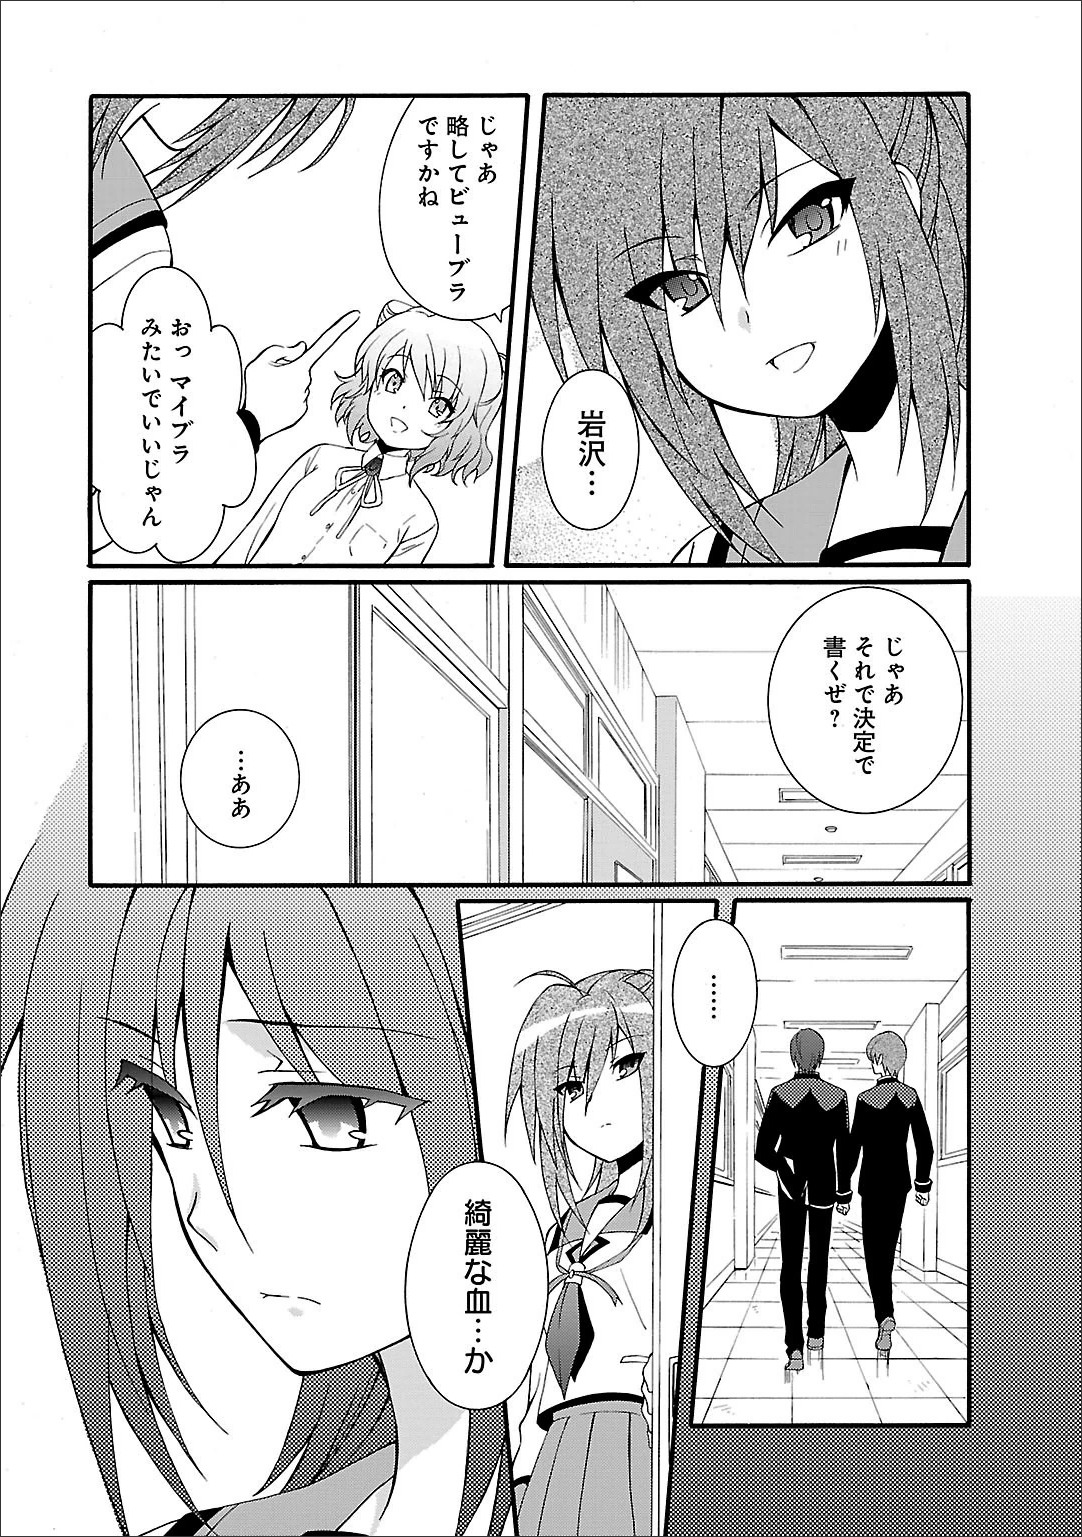 岩沢…
じゃあ
略してビューブラ
ですかね
おっ マイブラ
みたいでいいじゃん
じゃあ
それで決定で
書くぜ？
…ああ
……
綺麗な血…か